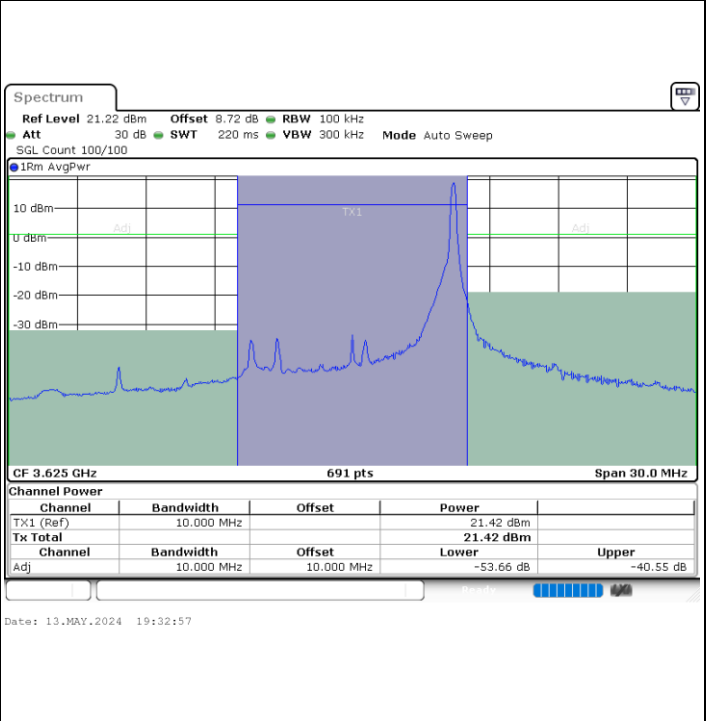 Spectrum
Ref Level 21.22 dBm Offset 8.72 dB RBW 100 kHz
Att 30 dB SWT 220 ms VBW 300 kHz Mode Auto Sweep
SGL Count 100/100
1Rm AvgPwr
10 dBm
TX1
Adj
Adj
0 dBm
-10 dBm
-20 dBm
-30 dBm
CF 3.625 GHz 691 pts Span 30.0 MHz
Channel Power
Channel Bandwidth Offset Power
TX1 (Ref) 10.000 MHz 21.42 dBm
Tx Total 21.42 dBm
Channel Bandwidth Offset Lower Upper
Adj 10.000 MHz 10.000 MHz -53.66 dB -40.55 dB
Ready
Date: 13.MAY.2024 19:32:57